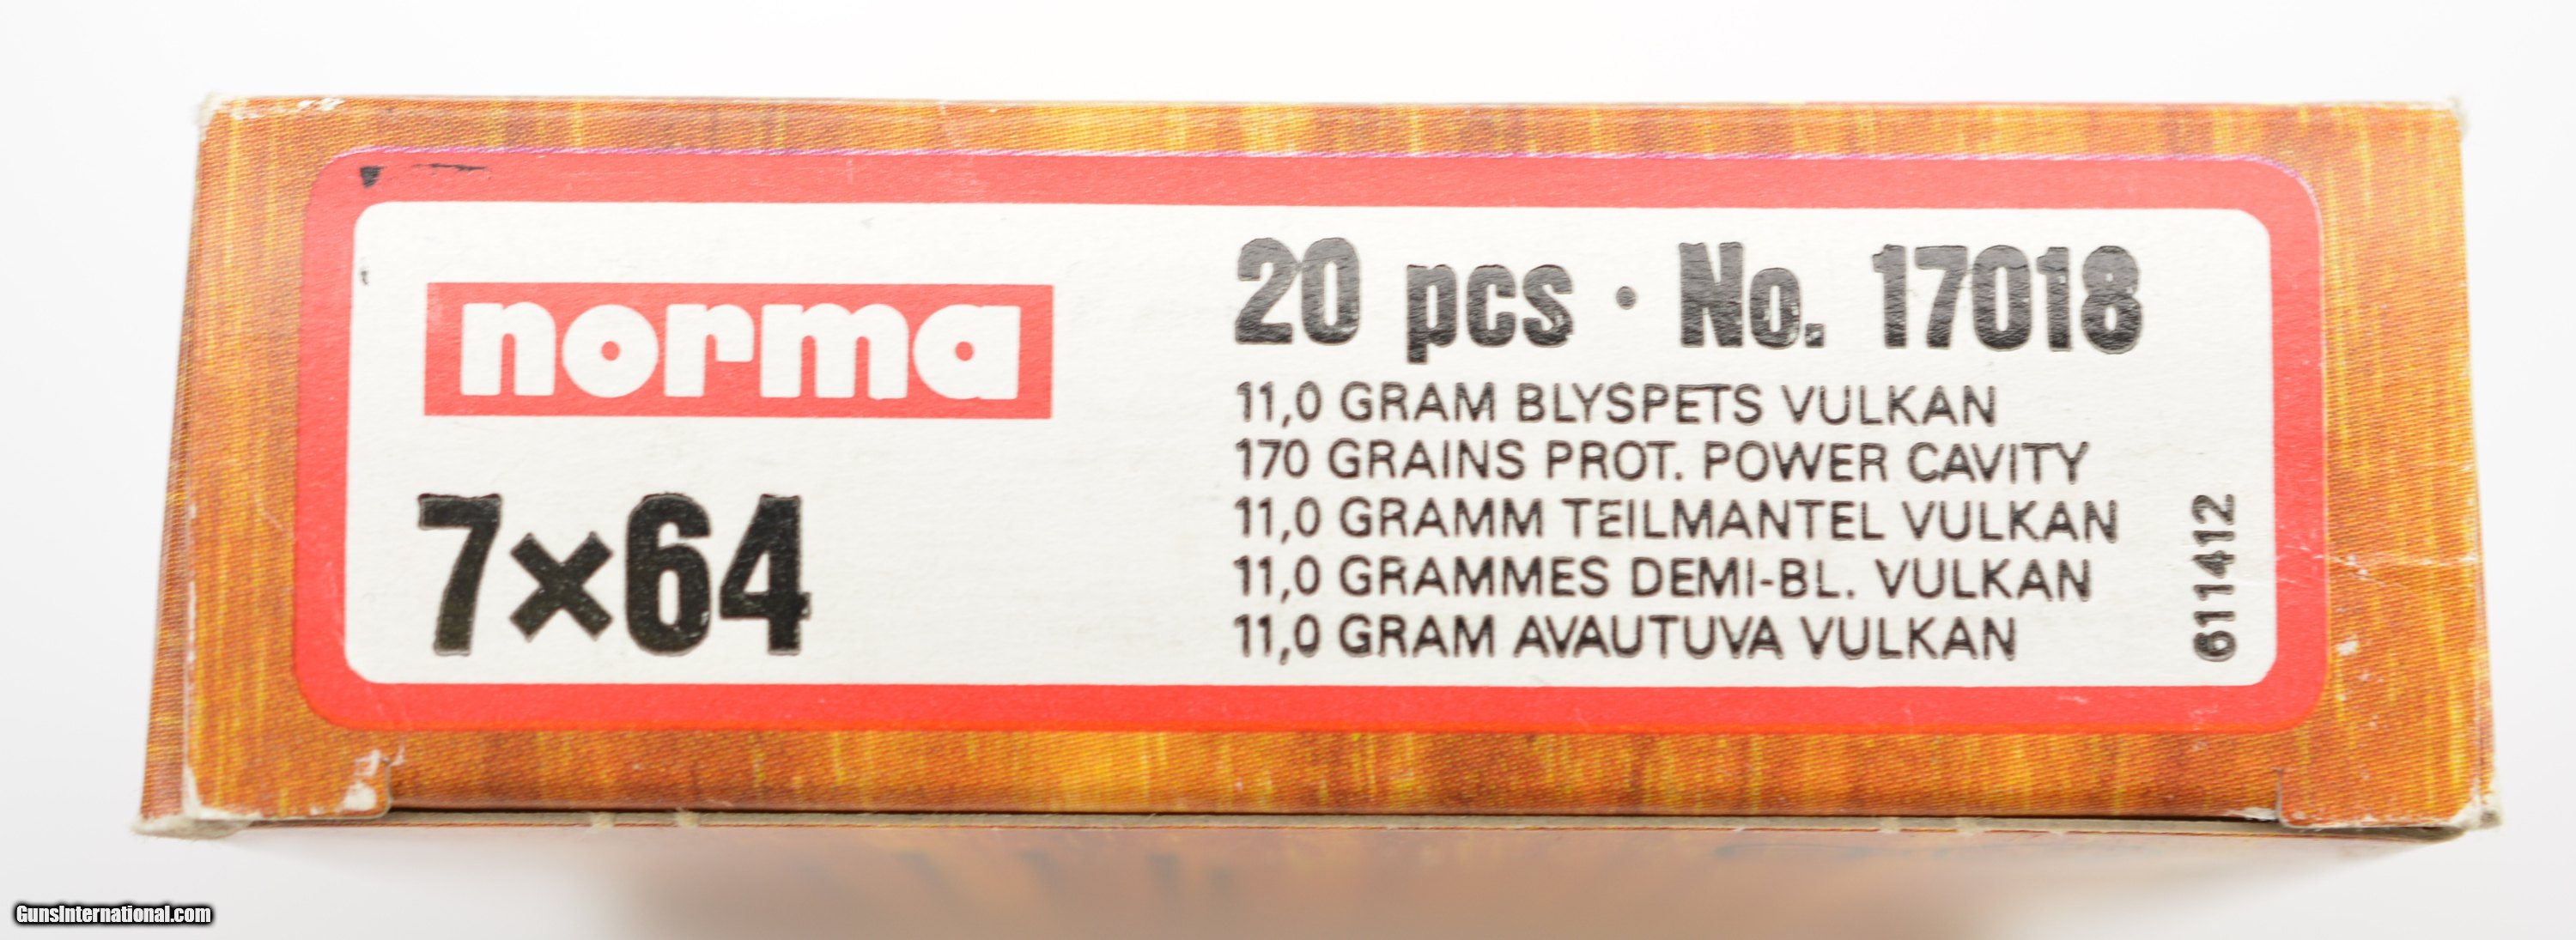 norma
7×64
20 pcs · No. 17018
11,0 GRAM BLYSPETS VULKAN
170 GRAINS PROT. POWER CAVITY
11,0 GRAMM TEILMANTEL VULKAN
11,0 GRAMMES DEMI-BL. VULKAN
11,0 GRAM AVAUTUVA VULKAN
611412
GunsInternational.com